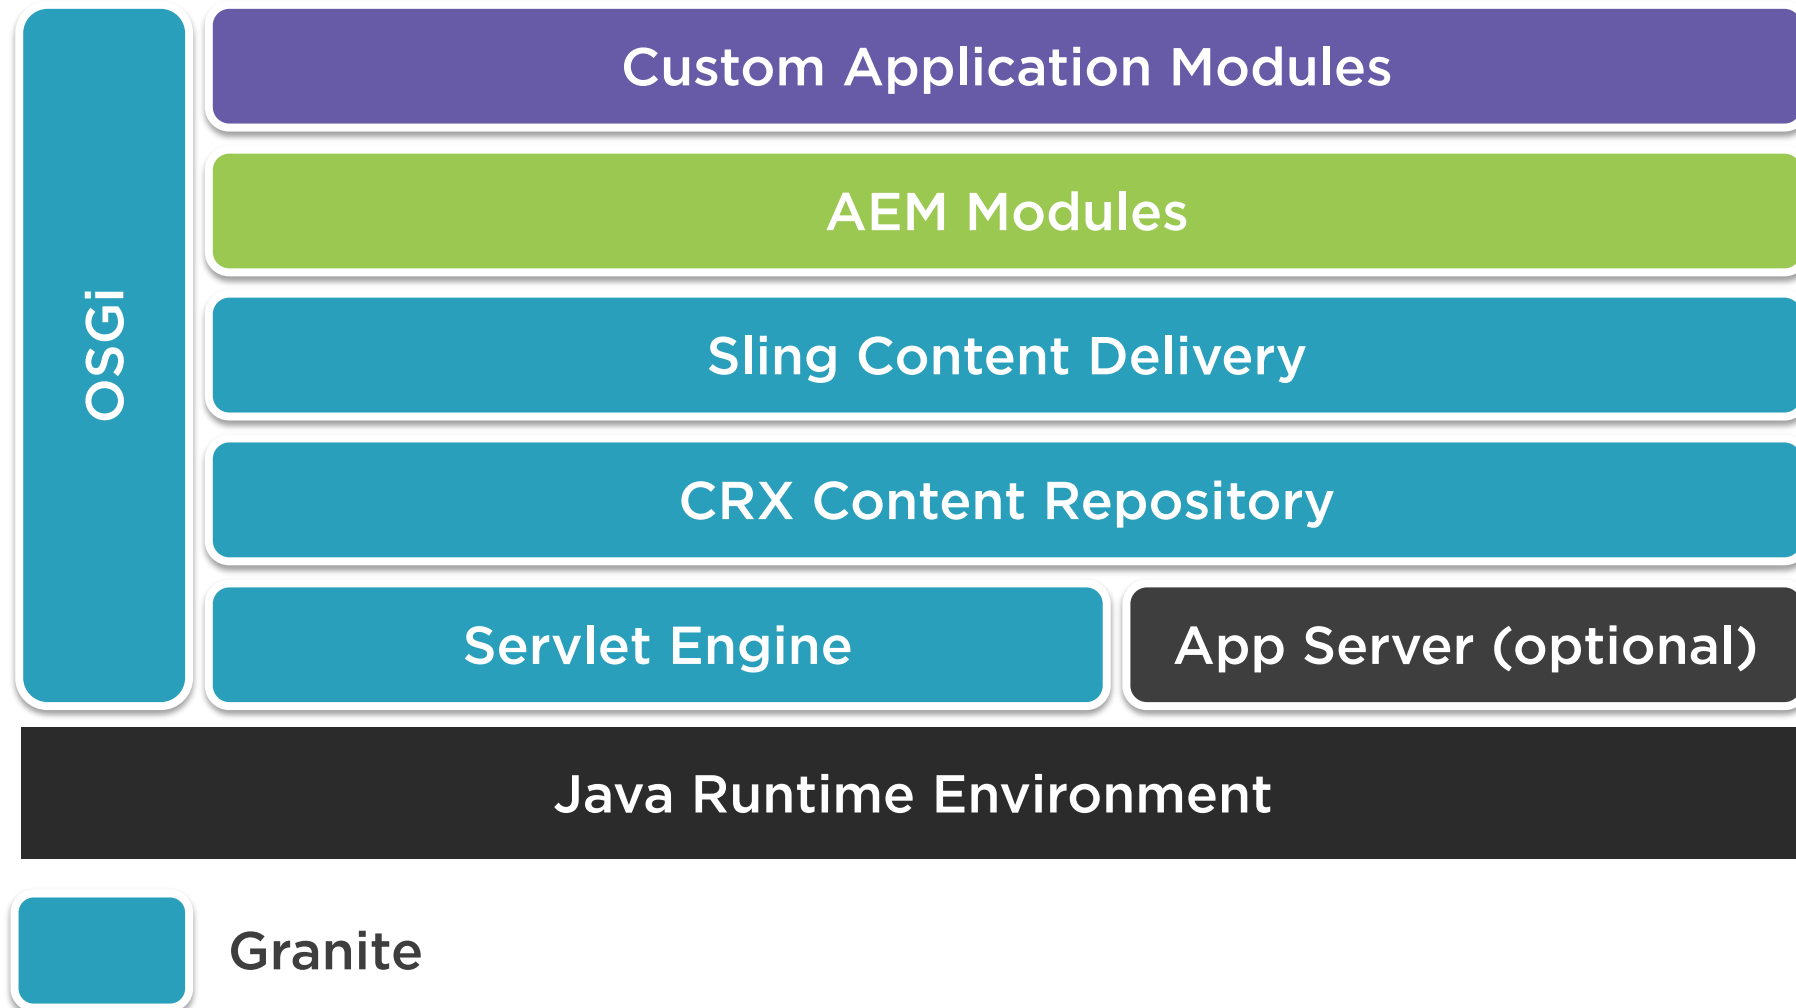 OSGi
Custom Application Modules
AEM Modules
Sling Content Delivery
CRX Content Repository
Servlet Engine
App Server (optional)
Java Runtime Environment
Granite